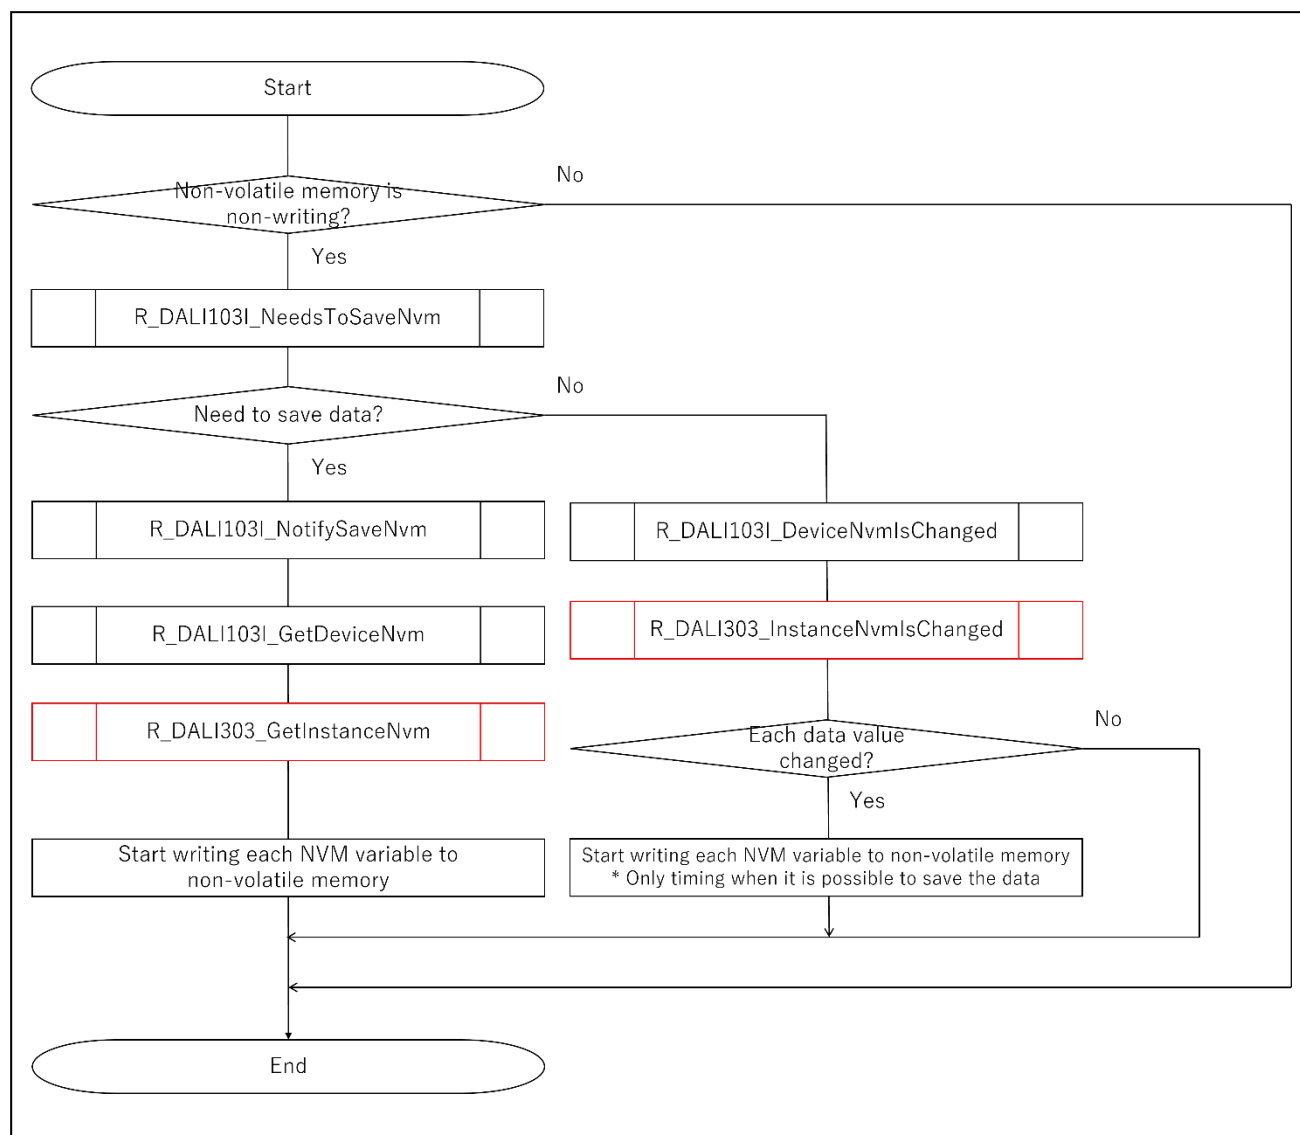 Start
Non-volatile memory is
non-writing?
No
Yes
R_DALI103I_NeedsToSaveNvm
Need to save data?
No
Yes
R_DALI103I_NotifySaveNvm
R_DALI103I_DeviceNvmIsChanged
R_DALI103I_GetDeviceNvm
R_DALI303_InstanceNvmIsChanged
R_DALI303_GetInstanceNvm
Each data value
changed?
No
Yes
Start writing each NVM variable to
non-volatile memory
Start writing each NVM variable to non-volatile memory
* Only timing when it is possible to save the data
End